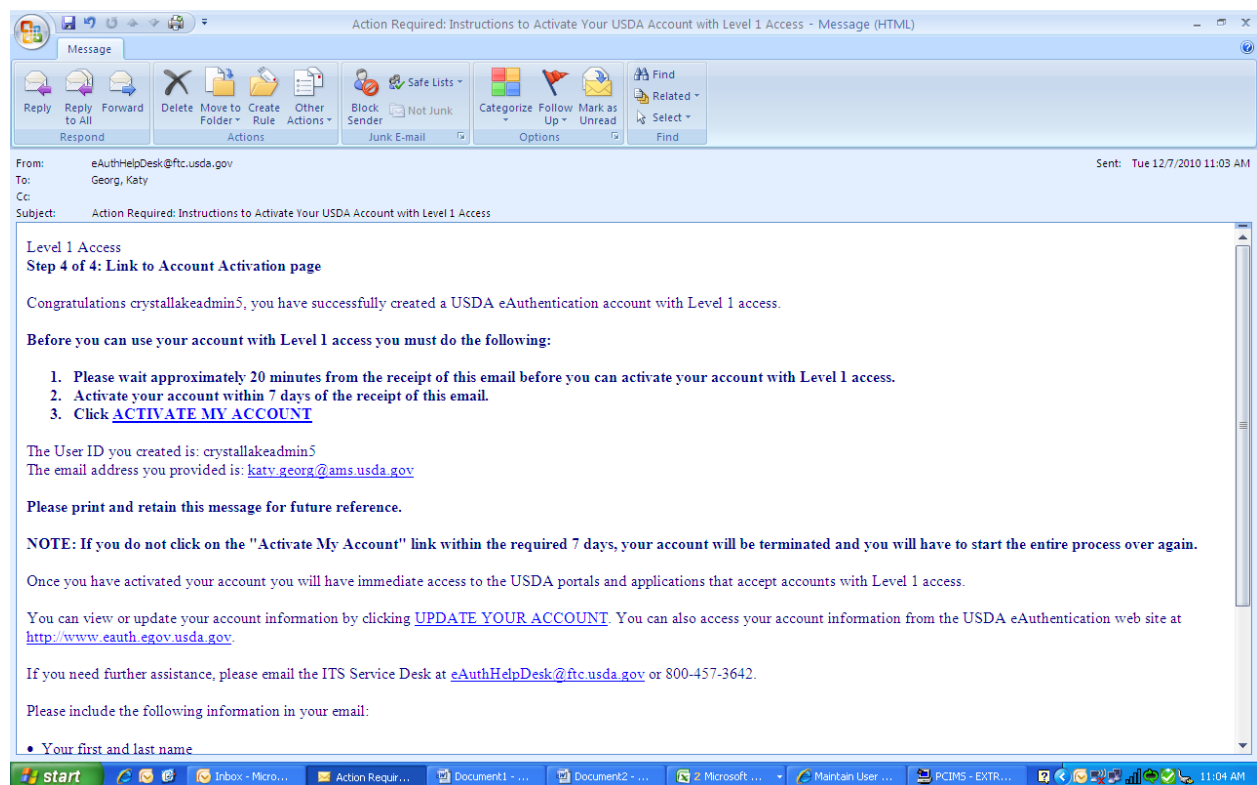 Action Required: Instructions to Activate Your USDA Account with Level 1 Access - Message (HTML)
Message
Reply Reply to All Forward
Respond
Delete Move to Folder Create Rule Other Actions
Actions
Block Sender Safe Lists Not Junk
Junk E-mail
Categorize Follow Up Mark as Unread
Options
Find Related Select
Find
From: eAuthHelpDesk@ftc.usda.gov Sent: Tue 12/7/2010 11:03 AM
To: Georg, Katy
Cc:
Subject: Action Required: Instructions to Activate Your USDA Account with Level 1 Access
Level 1 Access
Step 4 of 4: Link to Account Activation page
Congratulations crystallakeadmin5, you have successfully created a USDA eAuthentication account with Level 1 access.
Before you can use your account with Level 1 access you must do the following:
1. Please wait approximately 20 minutes from the receipt of this email before you can activate your account with Level 1 access.
2. Activate your account within 7 days of the receipt of this email.
3. Click ACTIVATE MY ACCOUNT
The User ID you created is: crystallakeadmin5
The email address you provided is: katy.georg@ams.usda.gov
Please print and retain this message for future reference.
NOTE: If you do not click on the "Activate My Account" link within the required 7 days, your account will be terminated and you will have to start the entire process over again.
Once you have activated your account you will have immediate access to the USDA portals and applications that accept accounts with Level 1 access.
You can view or update your account information by clicking UPDATE YOUR ACCOUNT. You can also access your account information from the USDA eAuthentication web site at
http://www.eauth.egov.usda.gov.
If you need further assistance, please email the ITS Service Desk at eAuthHelpDesk@ftc.usda.gov or 800-457-3642.
Please include the following information in your email:
• Your first and last name
start Inbox - Micro... Action Requir... Document1 - ... Document2 - ... 2 Microsoft ... Maintain User ... PCIMS - EXTR... 11:04 AM